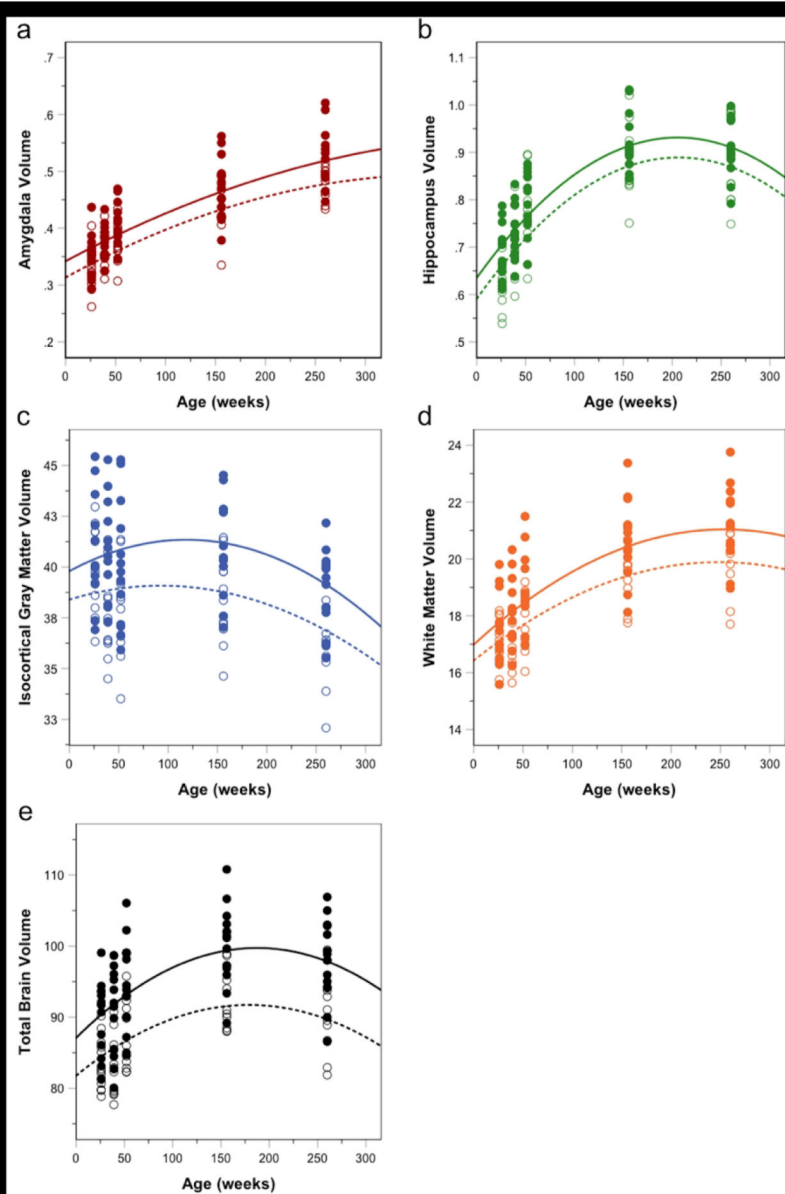 a
.7
.6
.5
.4
.3
.2
Amygdala Volume
0 50 100 150 200 250 300
Age (weeks)
b
1.1
1.0
.9
.8
.7
.6
.5
Hippocampus Volume
0 50 100 150 200 250 300
Age (weeks)
c
45
43
40
38
35
33
Isocortical Gray Matter Volume
0 50 100 150 200 250 300
Age (weeks)
d
24
22
20
18
16
14
White Matter Volume
0 50 100 150 200 250 300
Age (weeks)
e
110
100
90
80
Total Brain Volume
0 50 100 150 200 250 300
Age (weeks)